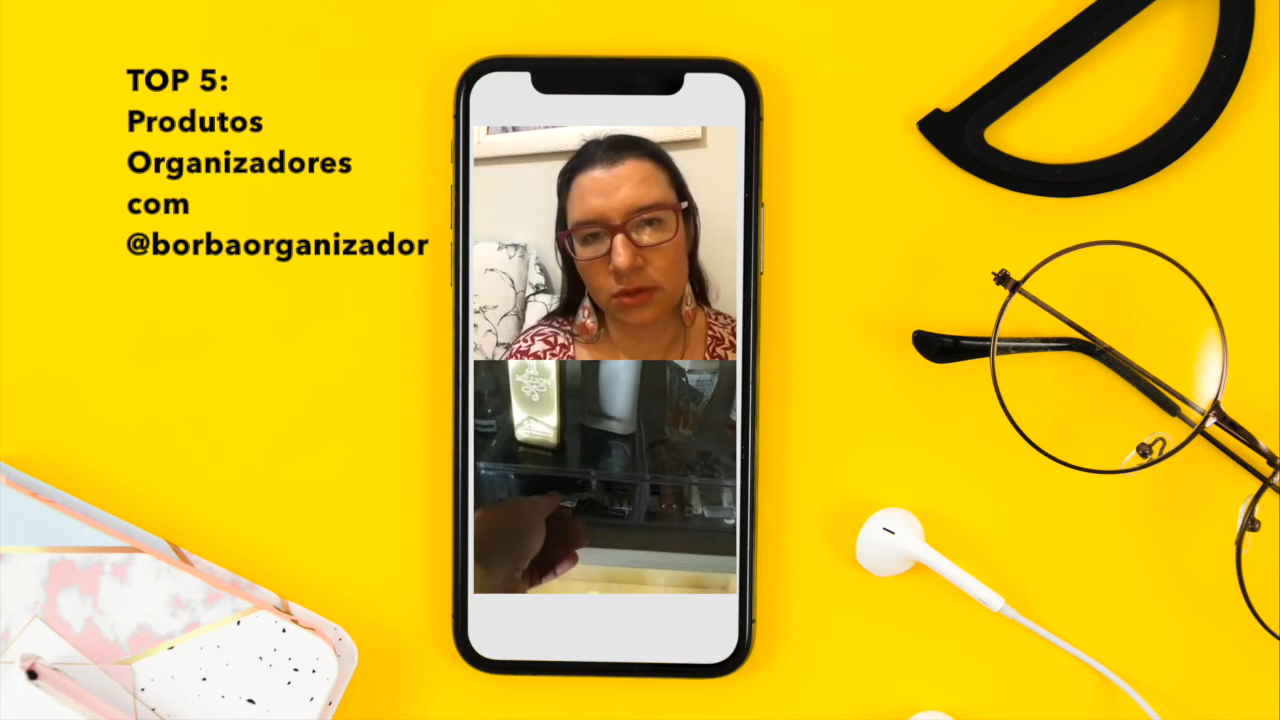 TOP 5:
Produtos
Organizadores
com
@borbaorganizador